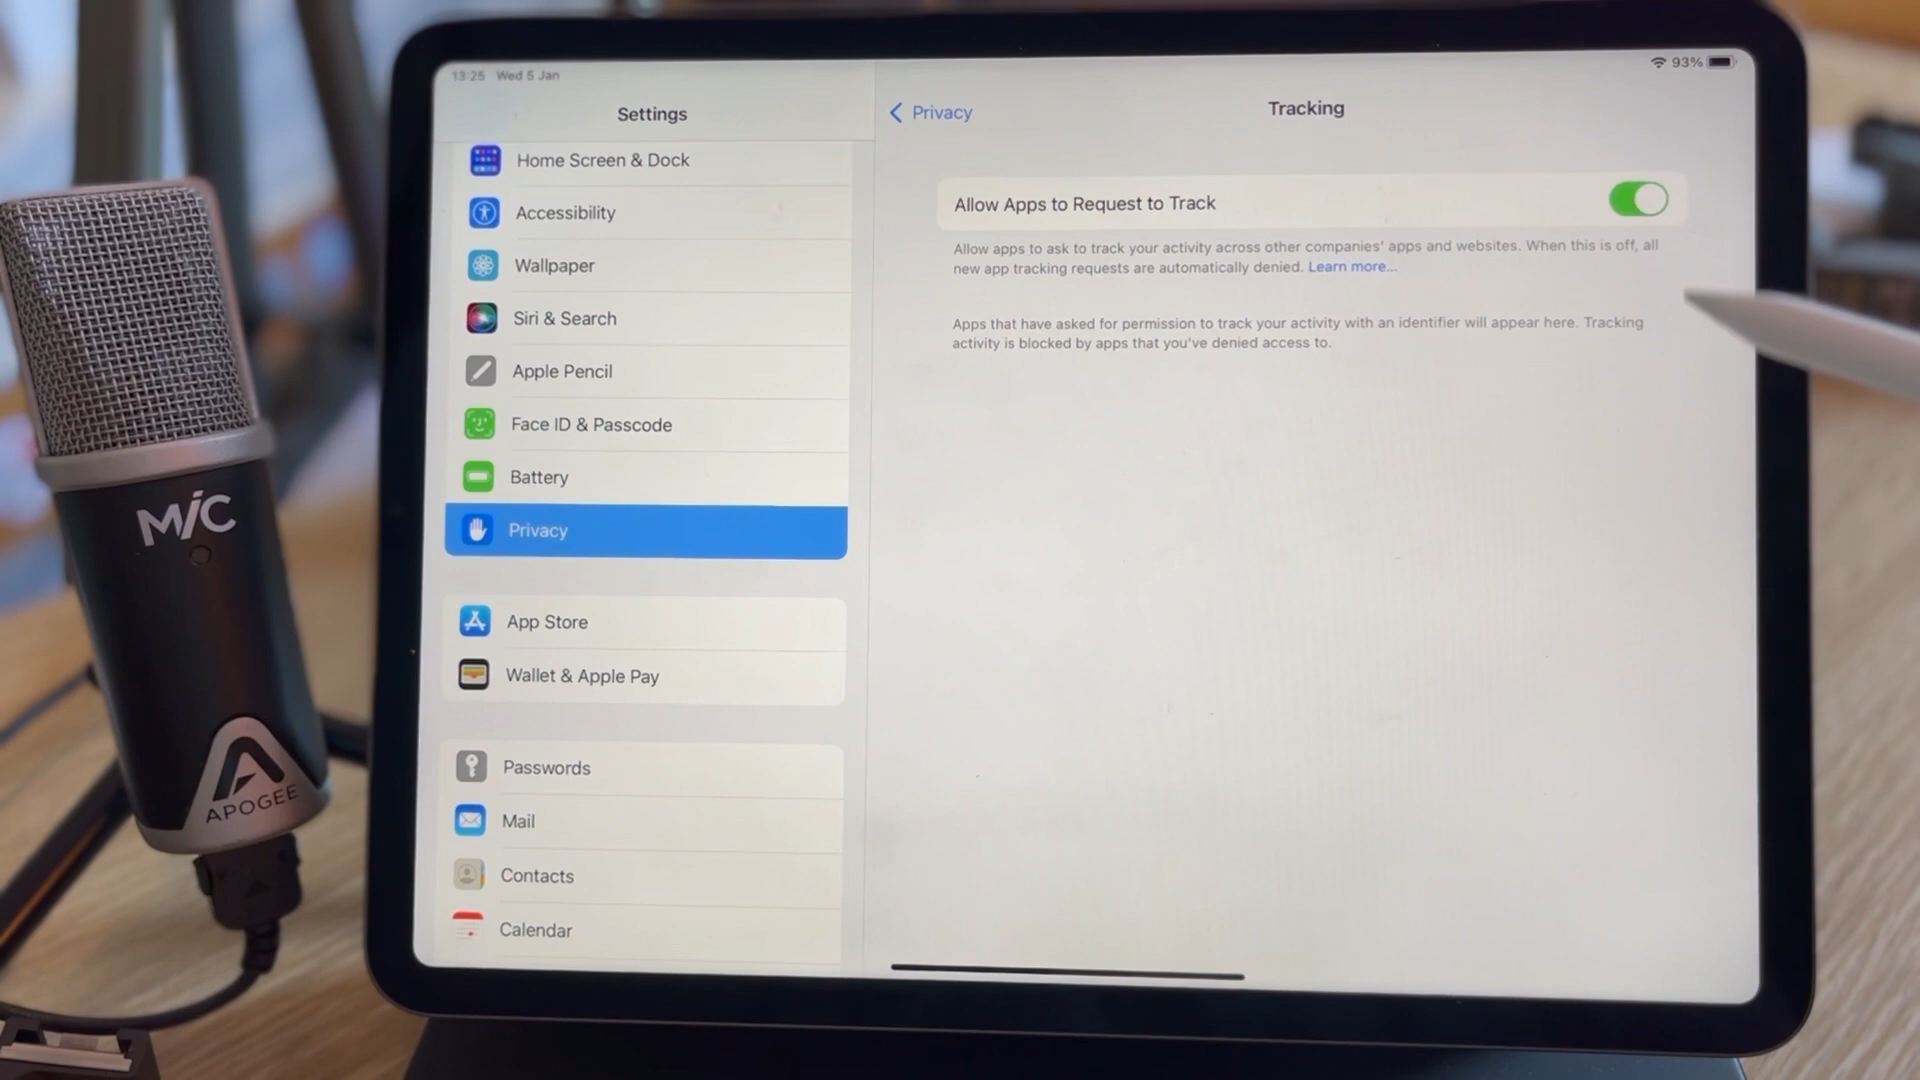 13:25 Wed 5 Jan
93%
Settings
Home Screen & Dock
Accessibility
Wallpaper
Siri & Search
Apple Pencil
Face ID & Passcode
Battery
Privacy
App Store
Wallet & Apple Pay
Passwords
Mail
Contacts
Calendar
Privacy
Tracking
Allow Apps to Request to Track
Allow apps to ask to track your activity across other companies' apps and websites. When this is off, all
new app tracking requests are automatically denied. Learn more...
Apps that have asked for permission to track your activity with an identifier will appear here. Tracking
activity is blocked by apps that you've denied access to.
MiC
APOGEE